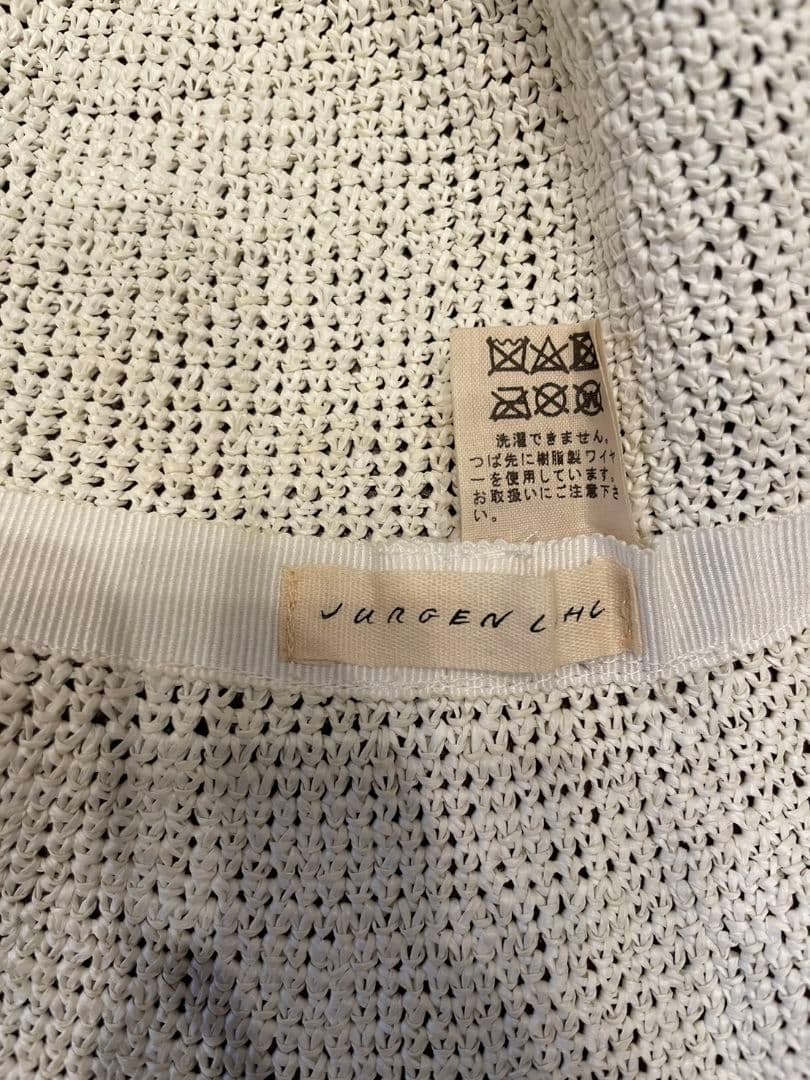 洗濯できません。
つば先に樹脂製ワイヤ
ーを使用しています。
お取扱いにご注意下さ
い。
JURGEN LHL